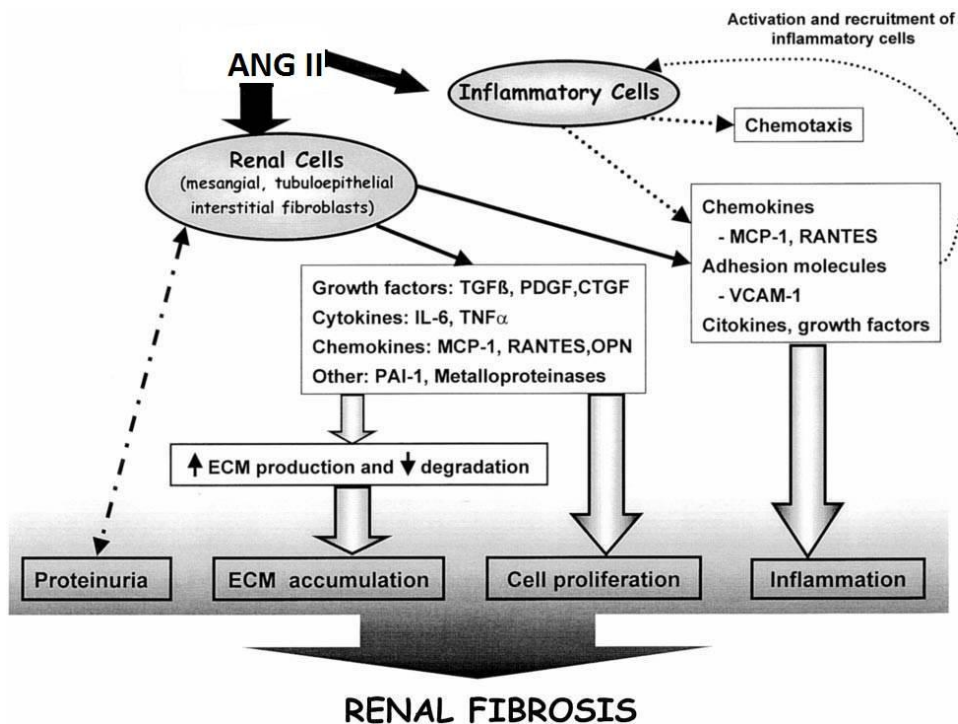 Activation and recruitment of
inflammatory cells
ANG II
Inflammatory Cells
Chemotaxis
Renal Cells
(mesangial, tubuloepithelial
interstitial fibroblasts)
Chemokines
- MCP-1, RANTES
Adhesion molecules
- VCAM-1
Citokines, growth factors
Growth factors: TGFß, PDGF,CTGF
Cytokines: IL-6, TNFα
Chemokines: MCP-1, RANTES,OPN
Other: PAI-1, Metalloproteinases
↑ ECM production and ↓ degradation
Proteinuria
ECM accumulation
Cell proliferation
Inflammation
RENAL FIBROSIS